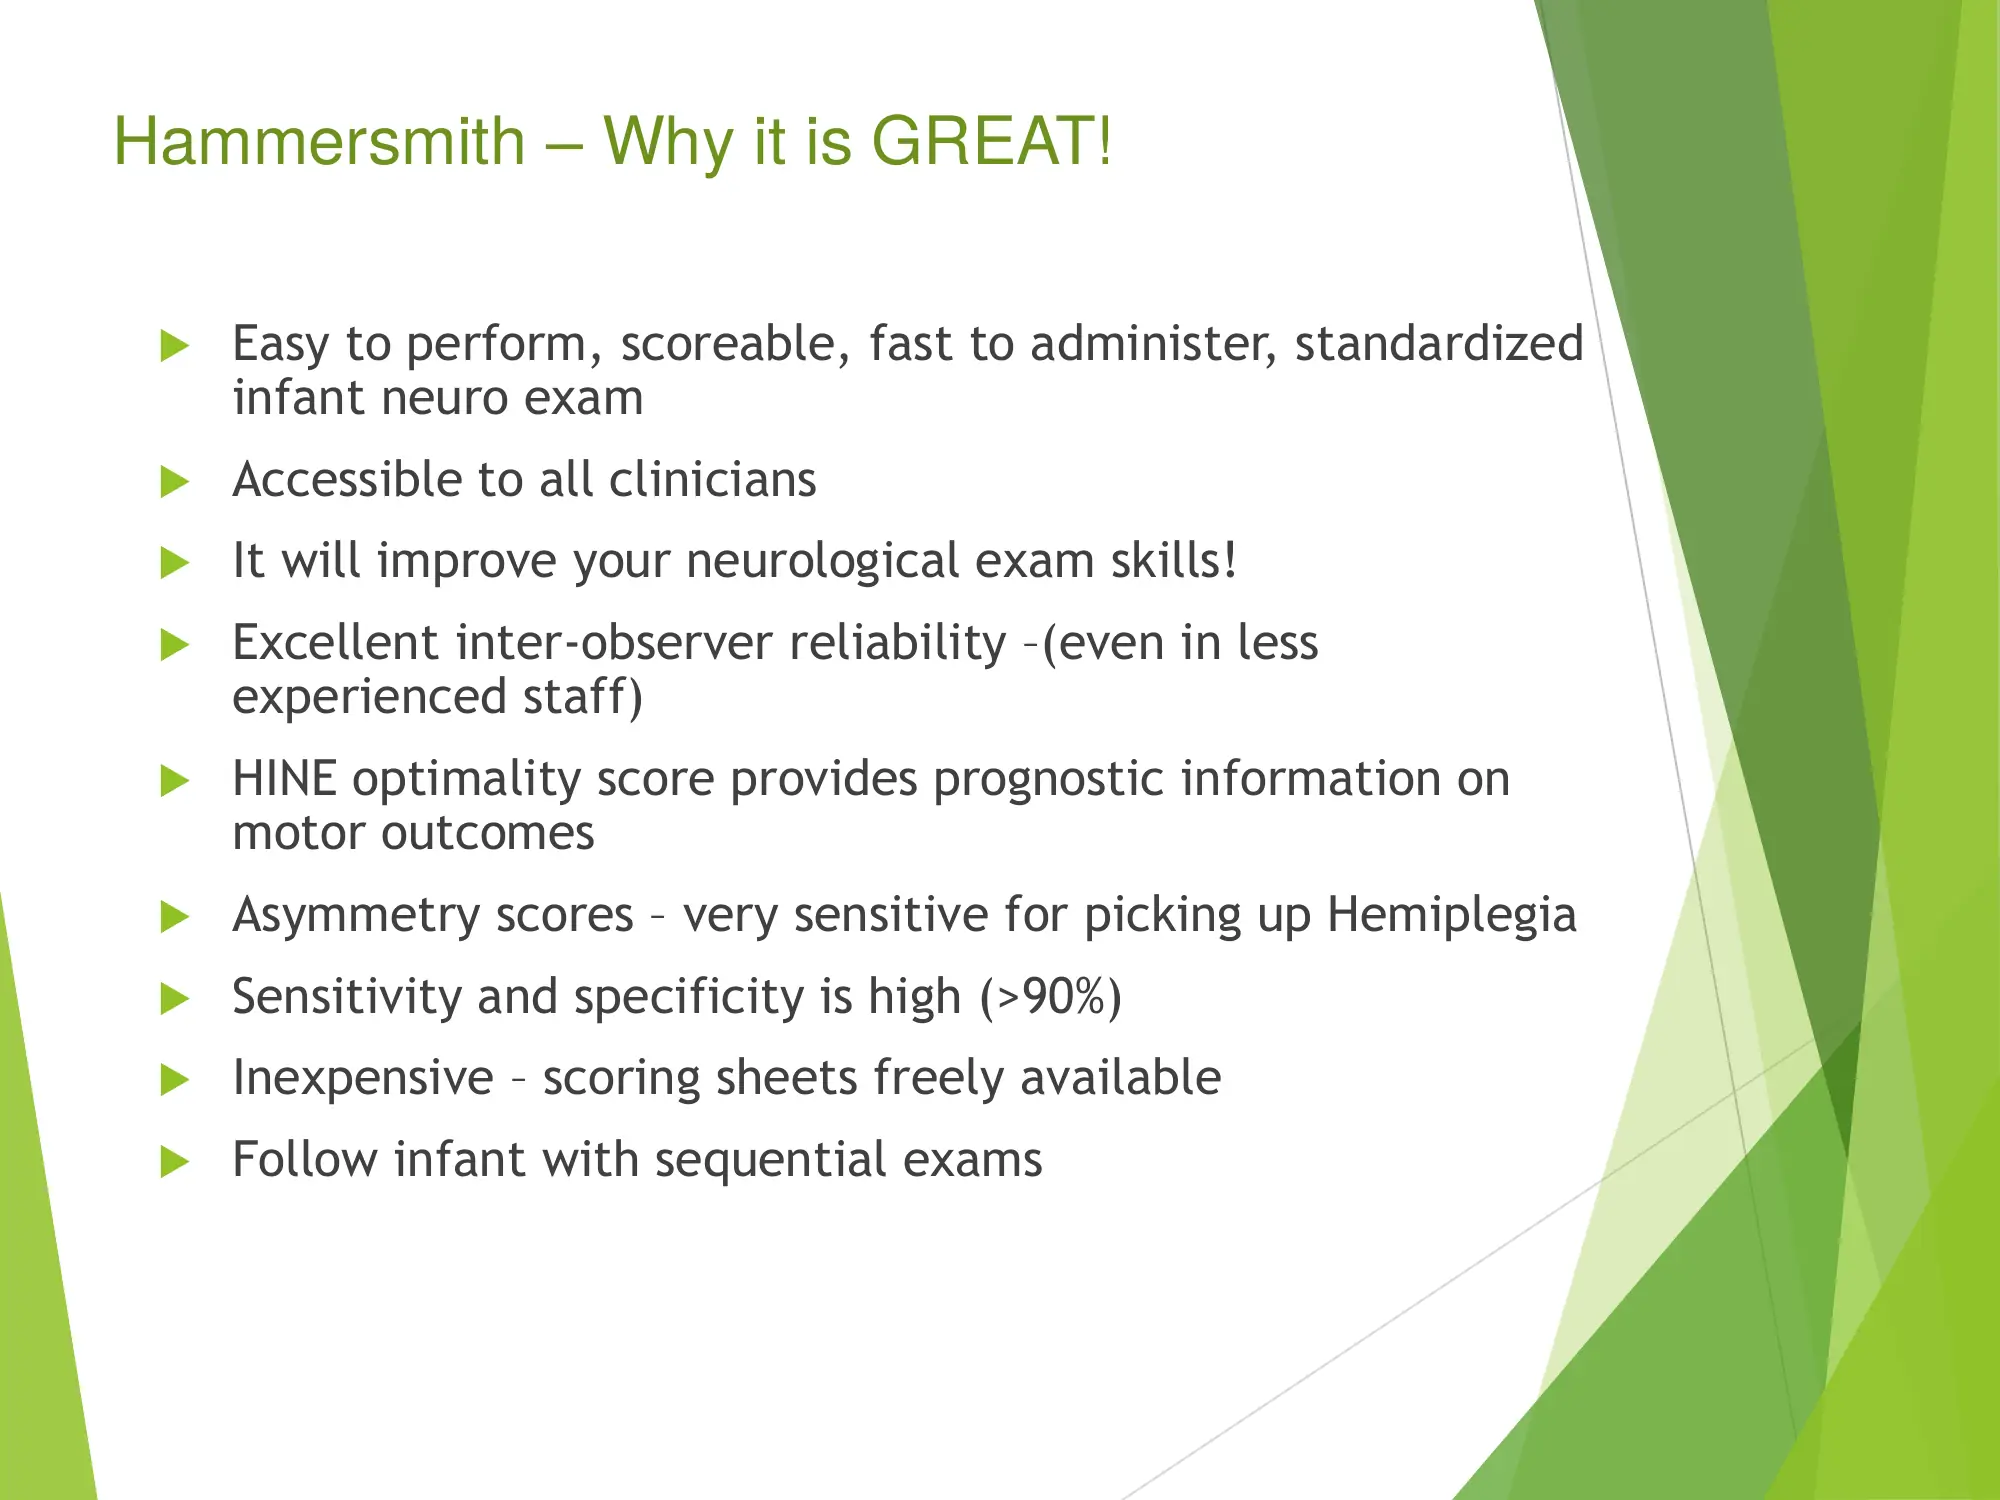 Hammersmith – Why it is GREAT!
Easy to perform, scoreable, fast to administer, standardized
infant neuro exam
Accessible to all clinicians
It will improve your neurological exam skills!
Excellent inter-observer reliability –(even in less
experienced staff)
HINE optimality score provides prognostic information on
motor outcomes
Asymmetry scores – very sensitive for picking up Hemiplegia
Sensitivity and specificity is high (>90%)
Inexpensive – scoring sheets freely available
Follow infant with sequential exams